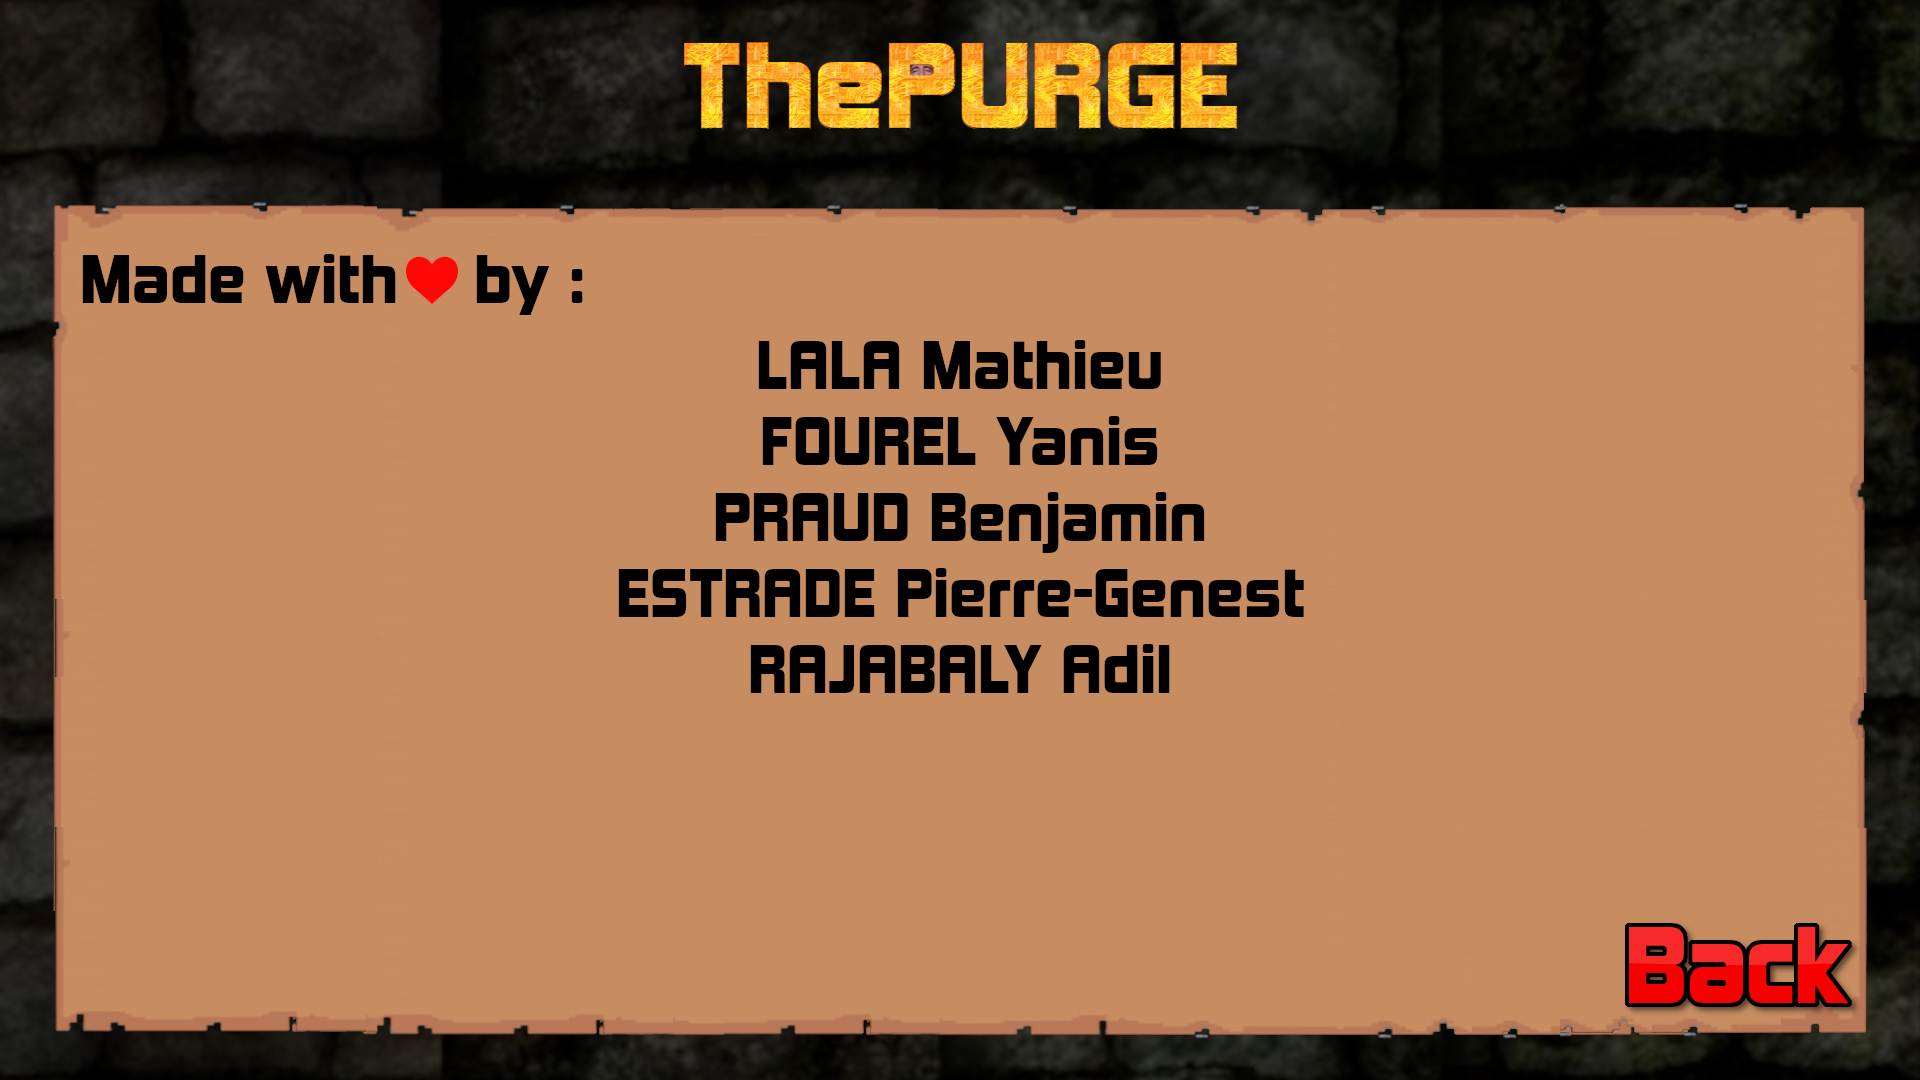 ThePURGE
Made with ❤ by :
LALA Mathieu
FOUREL Yanis
PRAUD Benjamin
ESTRADE Pierre-Genest
RAJABALY Adil
Back